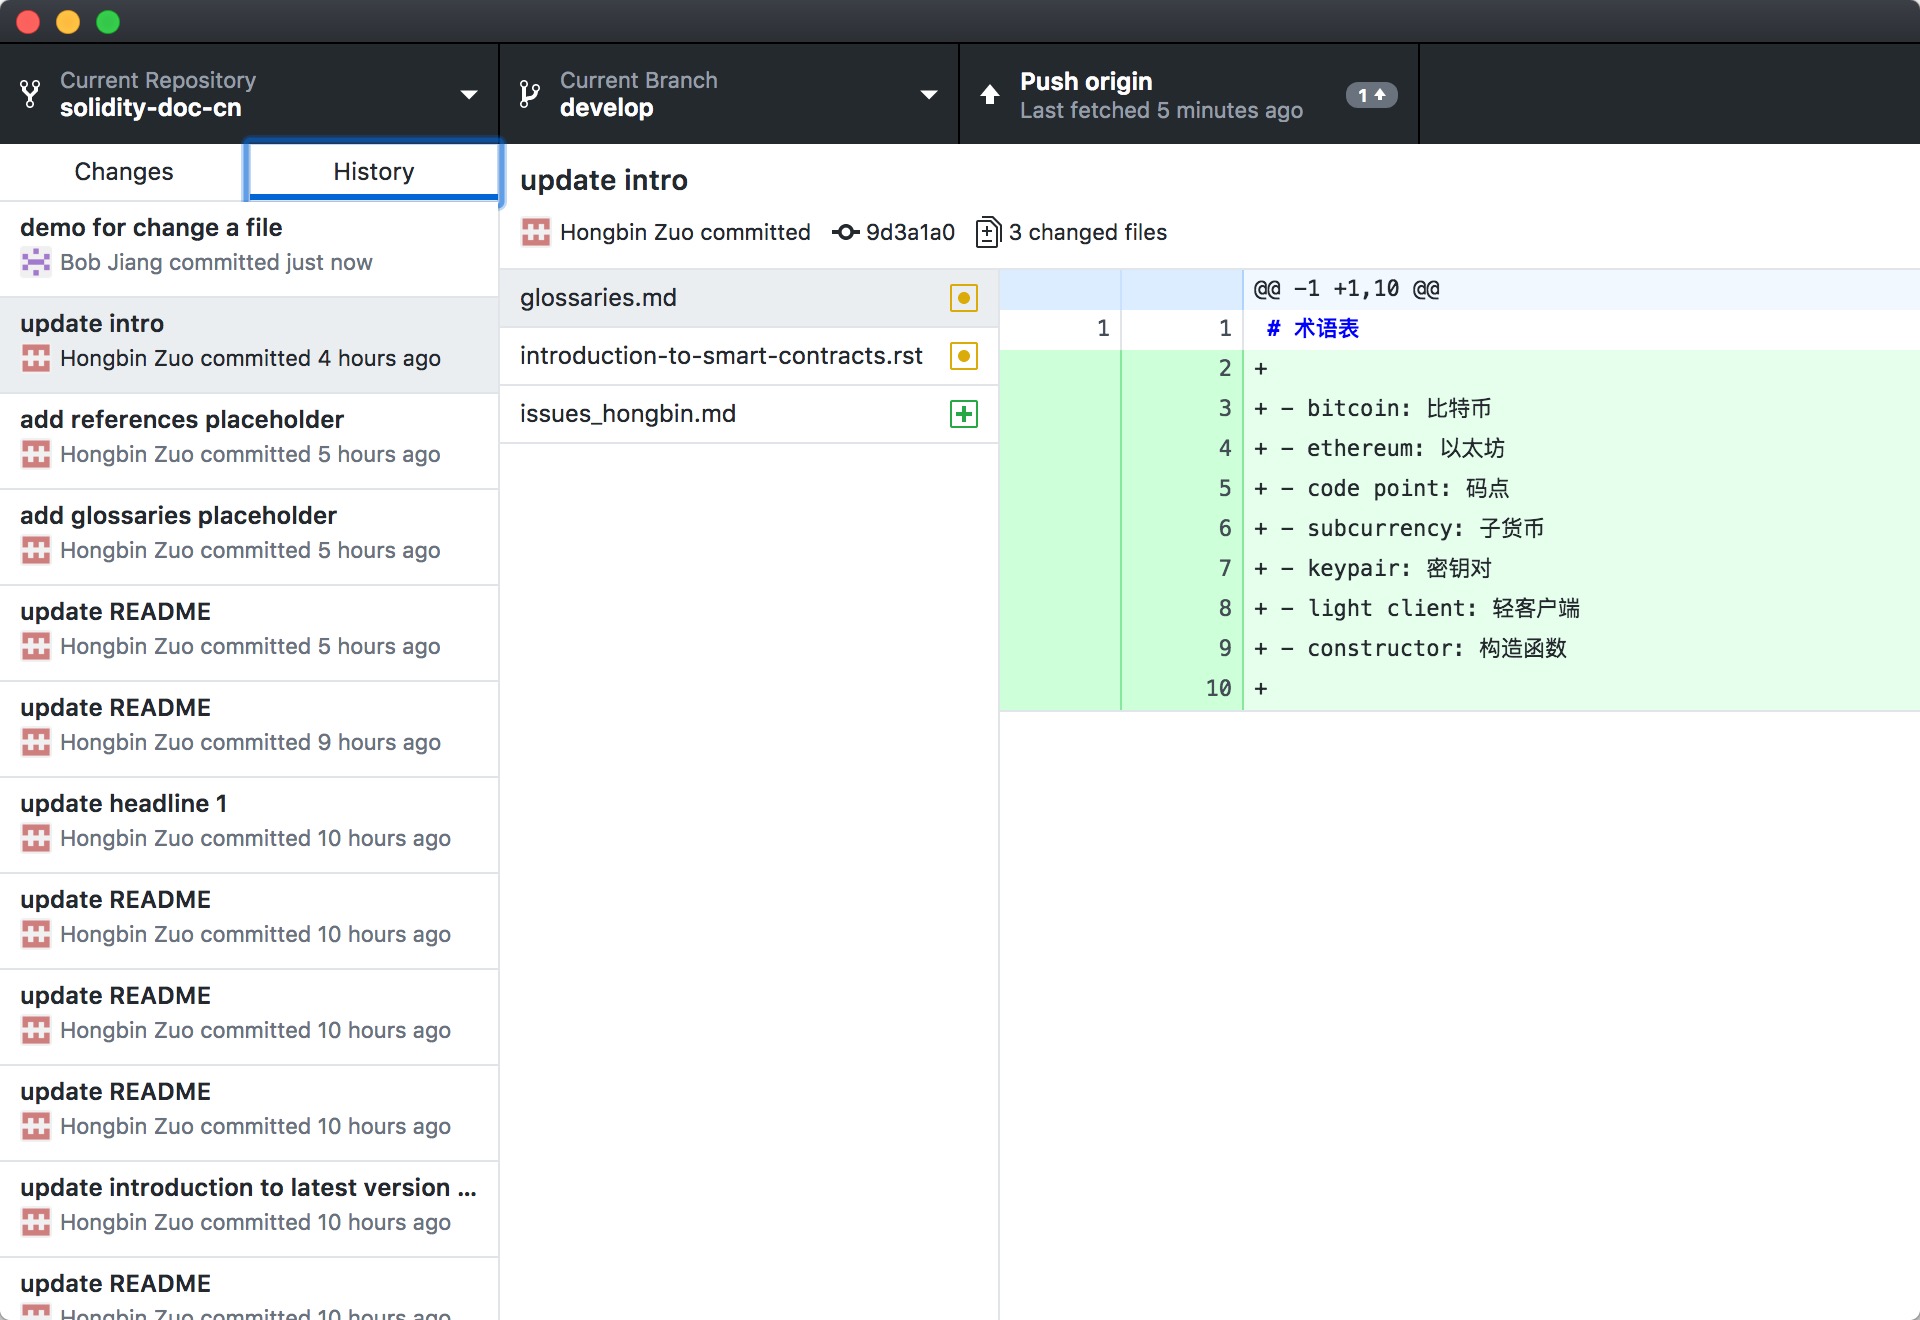 Current Repository
solidity-doc-cn
Current Branch
develop
Push origin
Last fetched 5 minutes ago
1
Changes
History
demo for change a file
Bob Jiang committed just now
update intro
Hongbin Zuo committed 4 hours ago
add references placeholder
Hongbin Zuo committed 5 hours ago
add glossaries placeholder
Hongbin Zuo committed 5 hours ago
update README
Hongbin Zuo committed 5 hours ago
update README
Hongbin Zuo committed 9 hours ago
update headline 1
Hongbin Zuo committed 10 hours ago
update README
Hongbin Zuo committed 10 hours ago
update README
Hongbin Zuo committed 10 hours ago
update README
Hongbin Zuo committed 10 hours ago
update introduction to latest version ...
Hongbin Zuo committed 10 hours ago
update README
Hongbin Zuo committed 10 hours ago
update intro
Hongbin Zuo committed 9d3a1a0 3 changed files
glossaries.md
introduction-to-smart-contracts.rst
issues_hongbin.md
@@ -1 +1,10 @@
1 1 # 术语表
2 +
3 + - bitcoin: 比特币
4 + - ethereum: 以太坊
5 + - code point: 码点
6 + - subcurrency: 子货币
7 + - keypair: 密钥对
8 + - light client: 轻客户端
9 + - constructor: 构造函数
10 +